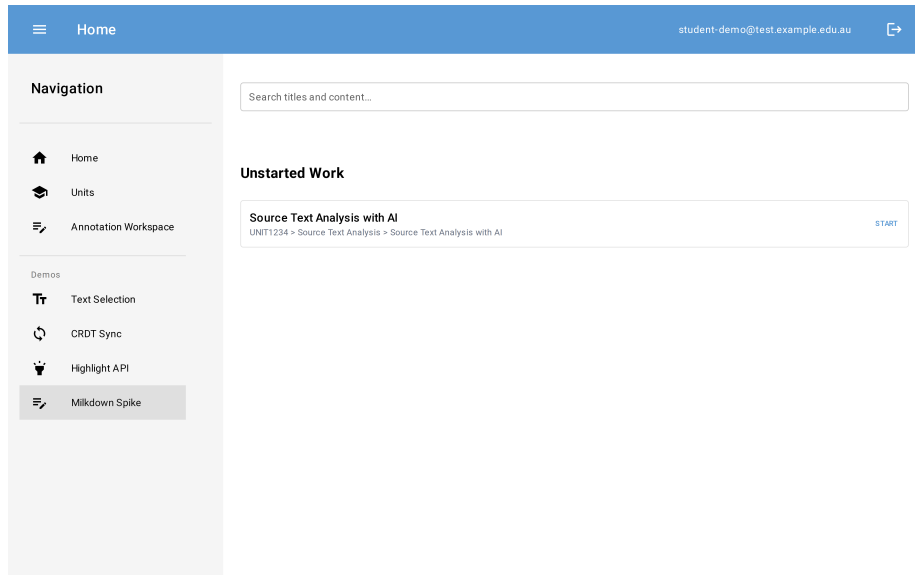 Home
student-demo@test.example.edu.au
Navigation
Home
Units
Annotation Workspace
Demos
Text Selection
CRDT Sync
Highlight API
Milkdown Spike
Search titles and content...
Unstarted Work
Source Text Analysis with AI
UNIT1234 > Source Text Analysis > Source Text Analysis with AI
START